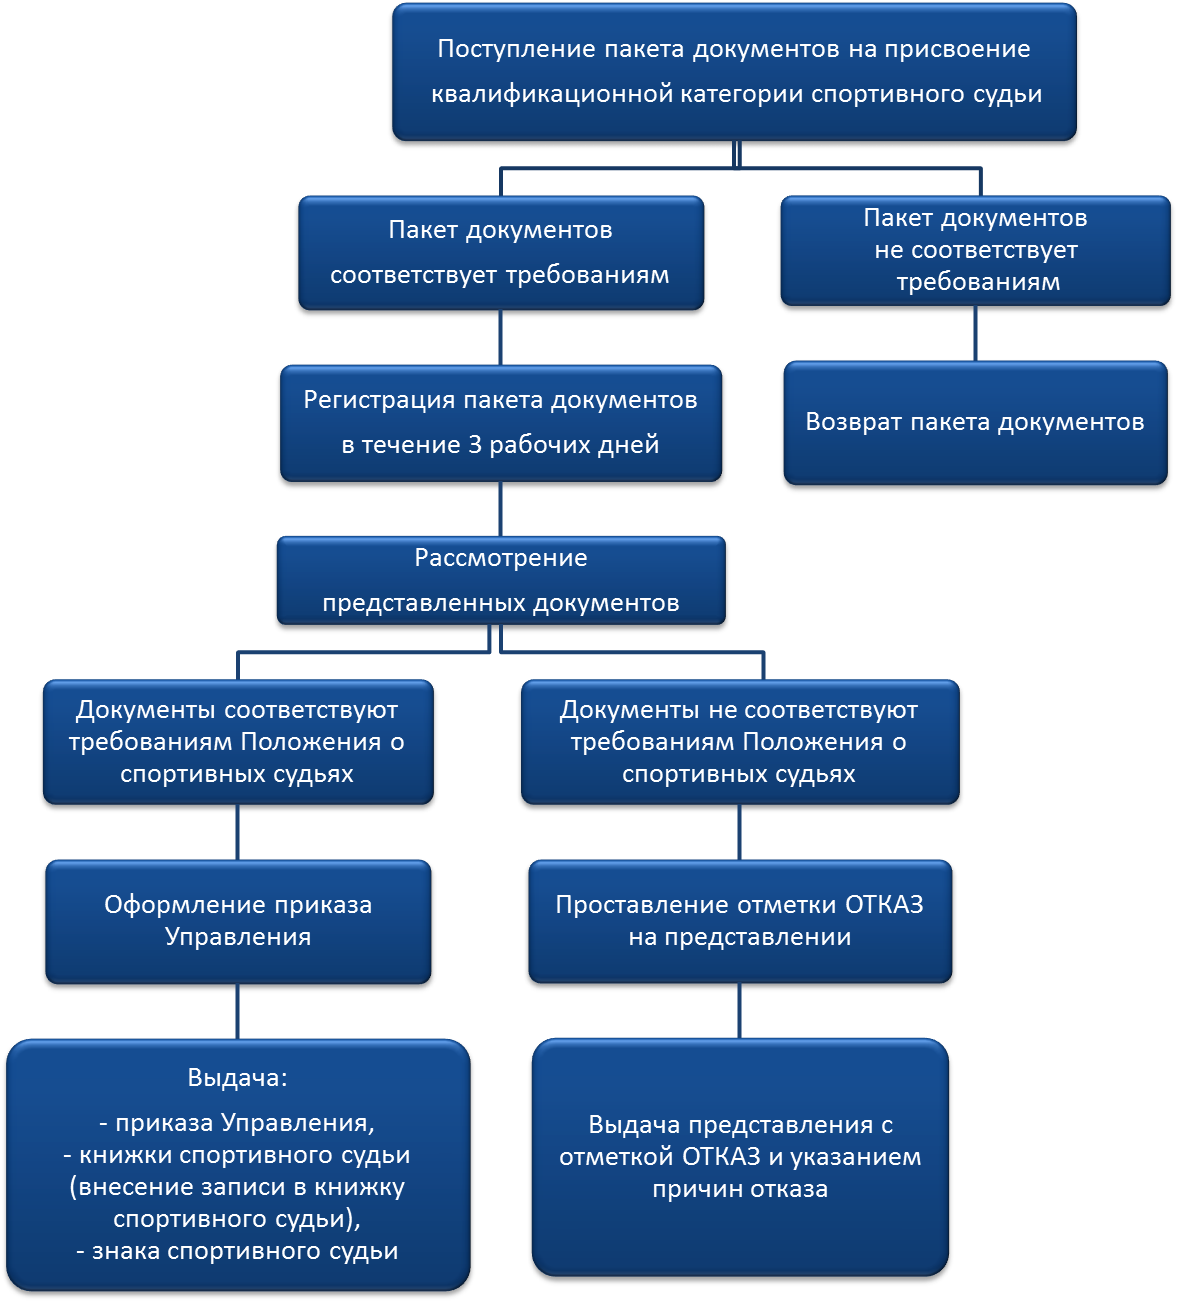 Поступление пакета документов на присвоение
квалификационной категории спортивного судьи
Пакет документов
соответствует требованиям
Пакет документов
не соответствует
требованиям
Регистрация пакета документов
в течение 3 рабочих дней
Возврат пакета документов
Рассмотрение
представленных документов
Документы соответствуют
требованиям Положения о
спортивных судьях
Документы не соответствуют
требованиям Положения о
спортивных судьях
Оформление приказа
Управления
Проставление отметки ОТКАЗ
на представлении
Выдача:
- приказа Управления,
- книжки спортивного судьи
(внесение записи в книжку
спортивного судьи),
- знака спортивного судьи
Выдача представления с
отметкой ОТКАЗ и указанием
причин отказа